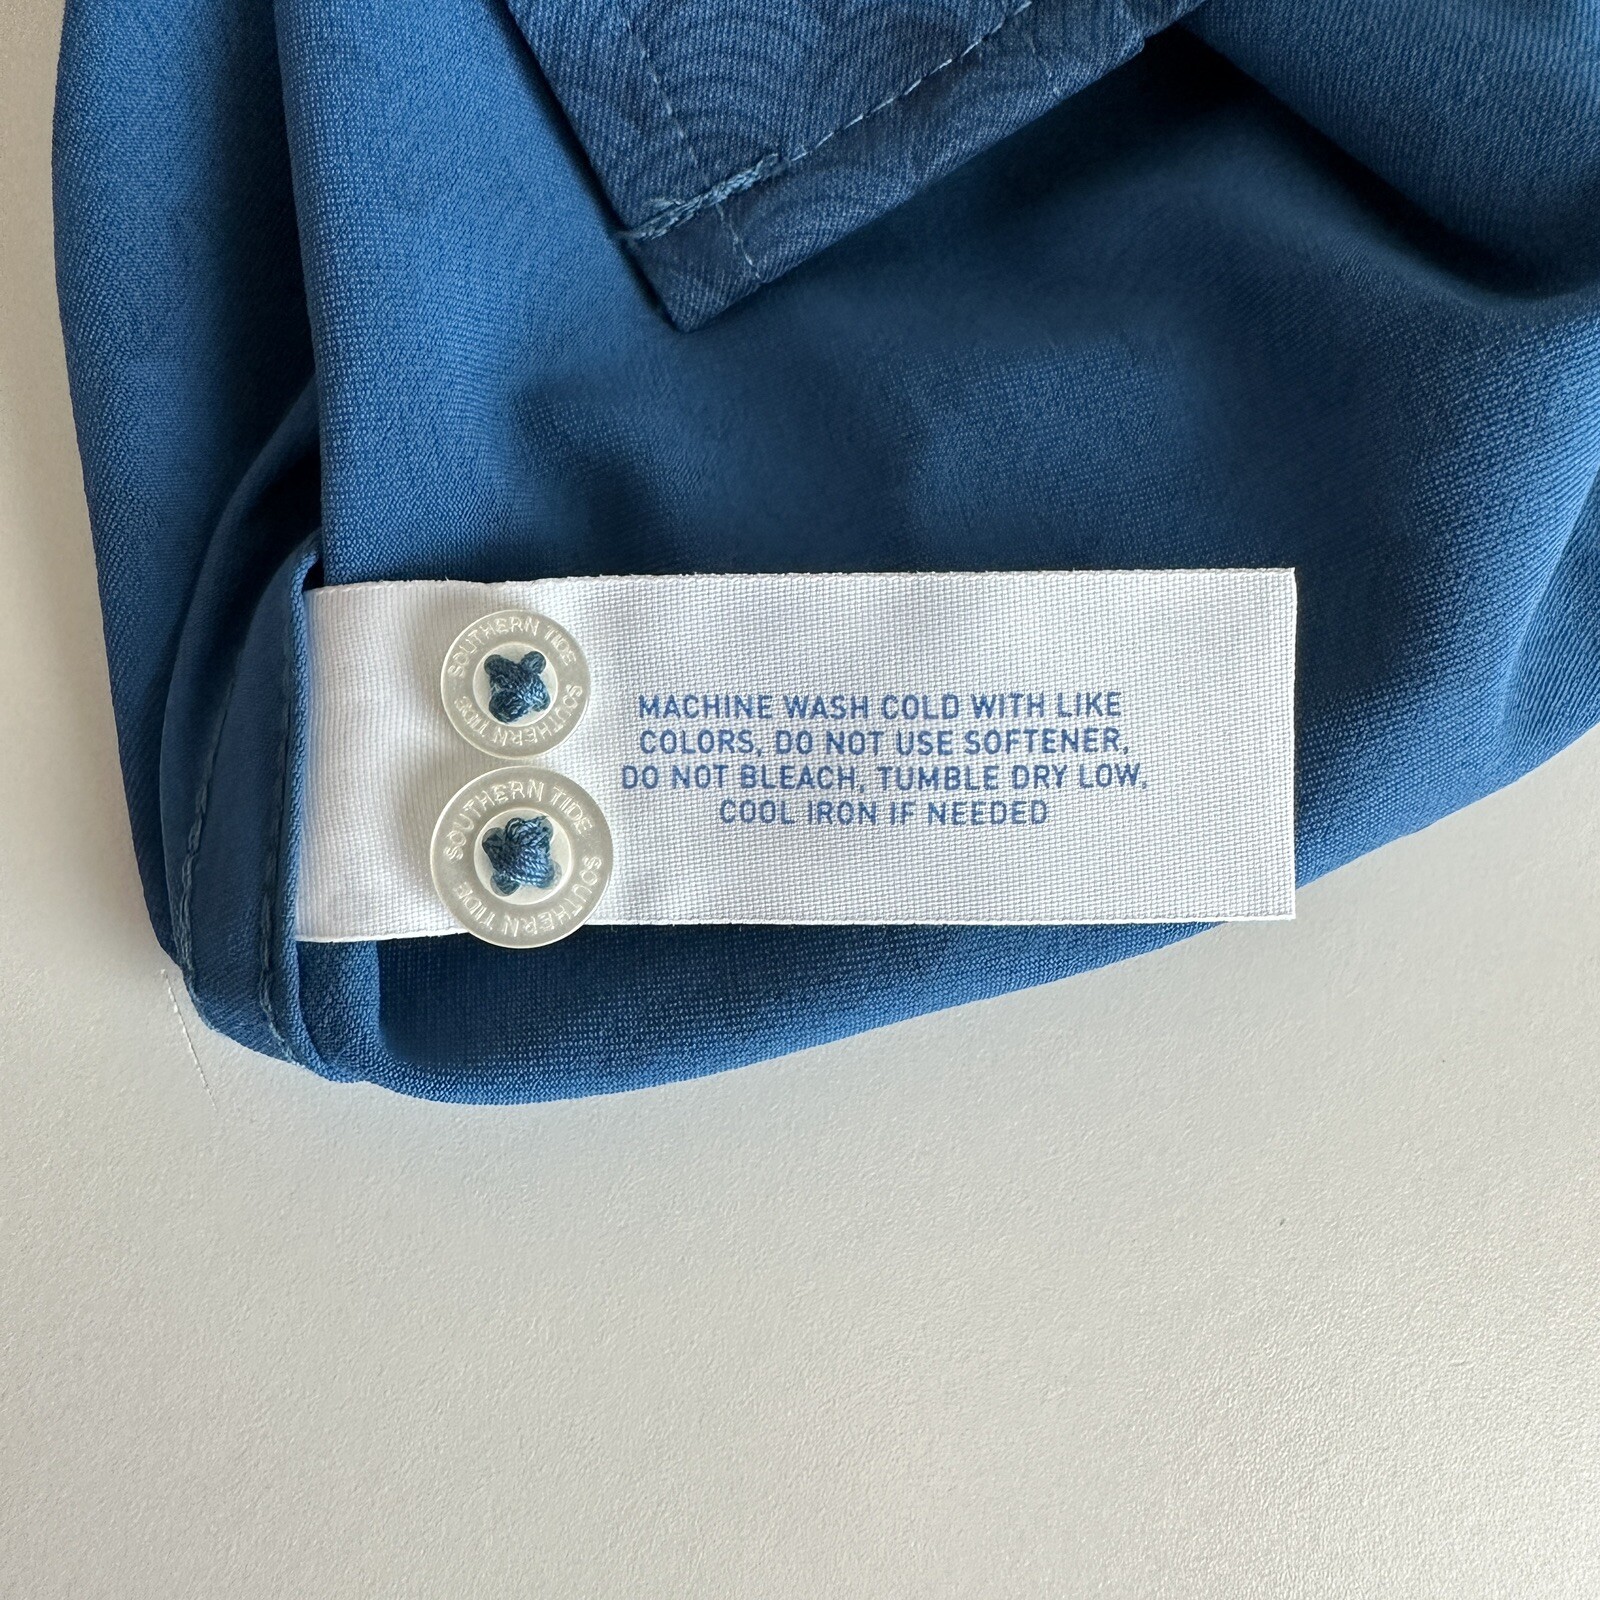 SOUTHERN TIDE SOUTHERN TIDE
SOUTHERN TIDE SOUTHERN TIDE
MACHINE WASH COLD WITH LIKE
COLORS, DO NOT USE SOFTENER,
DO NOT BLEACH, TUMBLE DRY LOW,
COOL IRON IF NEEDED